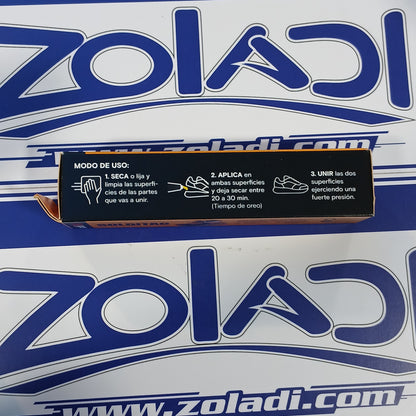 ZOLADI
www.zoladi.com
MODO DE USO:
1. SECA o lija y
limpia las superfi-
cies de las partes
que vas a unir.
2. APLICA en
ambas superficies
y deja secar entre
20 a 30 min.
(Tiempo de oreo)
3. UNIR las dos
superficies
ejerciendo una
fuerte presión.
ZOLADI
www.zoladi.com